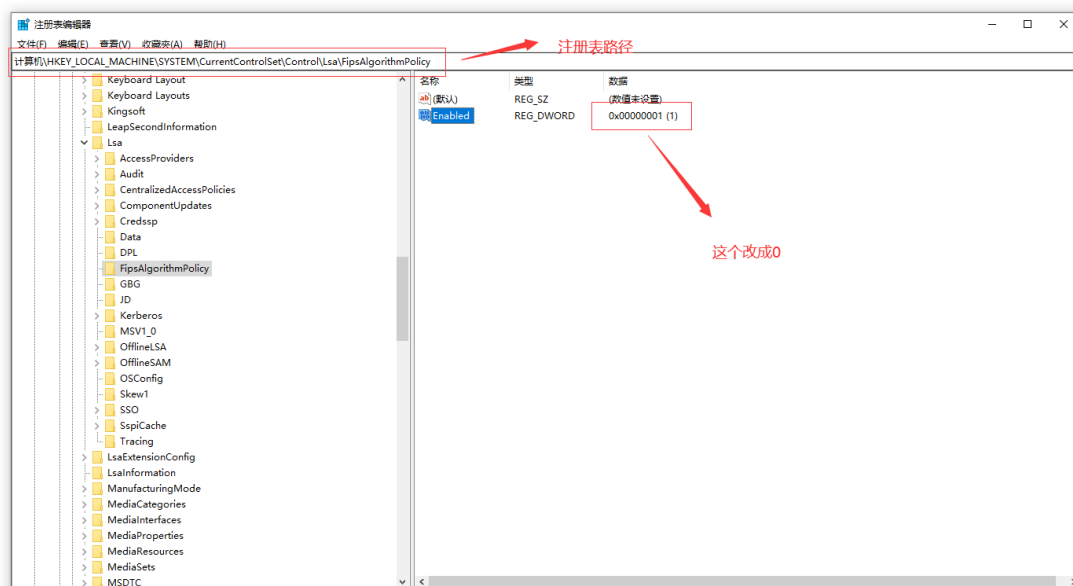 注册表编辑器
文件(F) 编辑(E) 查看(V) 收藏夹(A) 帮助(H)
注册表路径
计算机\HKEY_LOCAL_MACHINE\SYSTEM\CurrentControlSet\Control\Lsa\FipsAlgorithmPolicy
Keyboard Layout
Keyboard Layouts
Kingsoft
LeapSecondInformation
Lsa
AccessProviders
Audit
CentralizedAccessPolicies
ComponentUpdates
Credssp
Data
DPL
FipsAlgorithmPolicy
GBG
JD
Kerberos
MSV1_0
OfflineLSA
OfflineSAM
OSConfig
Skew1
SSO
SspiCache
Tracing
LsaExtensionConfig
LsaInformation
ManufacturingMode
MediaCategories
MediaInterfaces
MediaProperties
MediaResources
MediaSets
MSDTC
名称 类型 数据
ab (默认) REG_SZ (数值未设置)
Enabled REG_DWORD 0x00000001 (1)
这个改成0